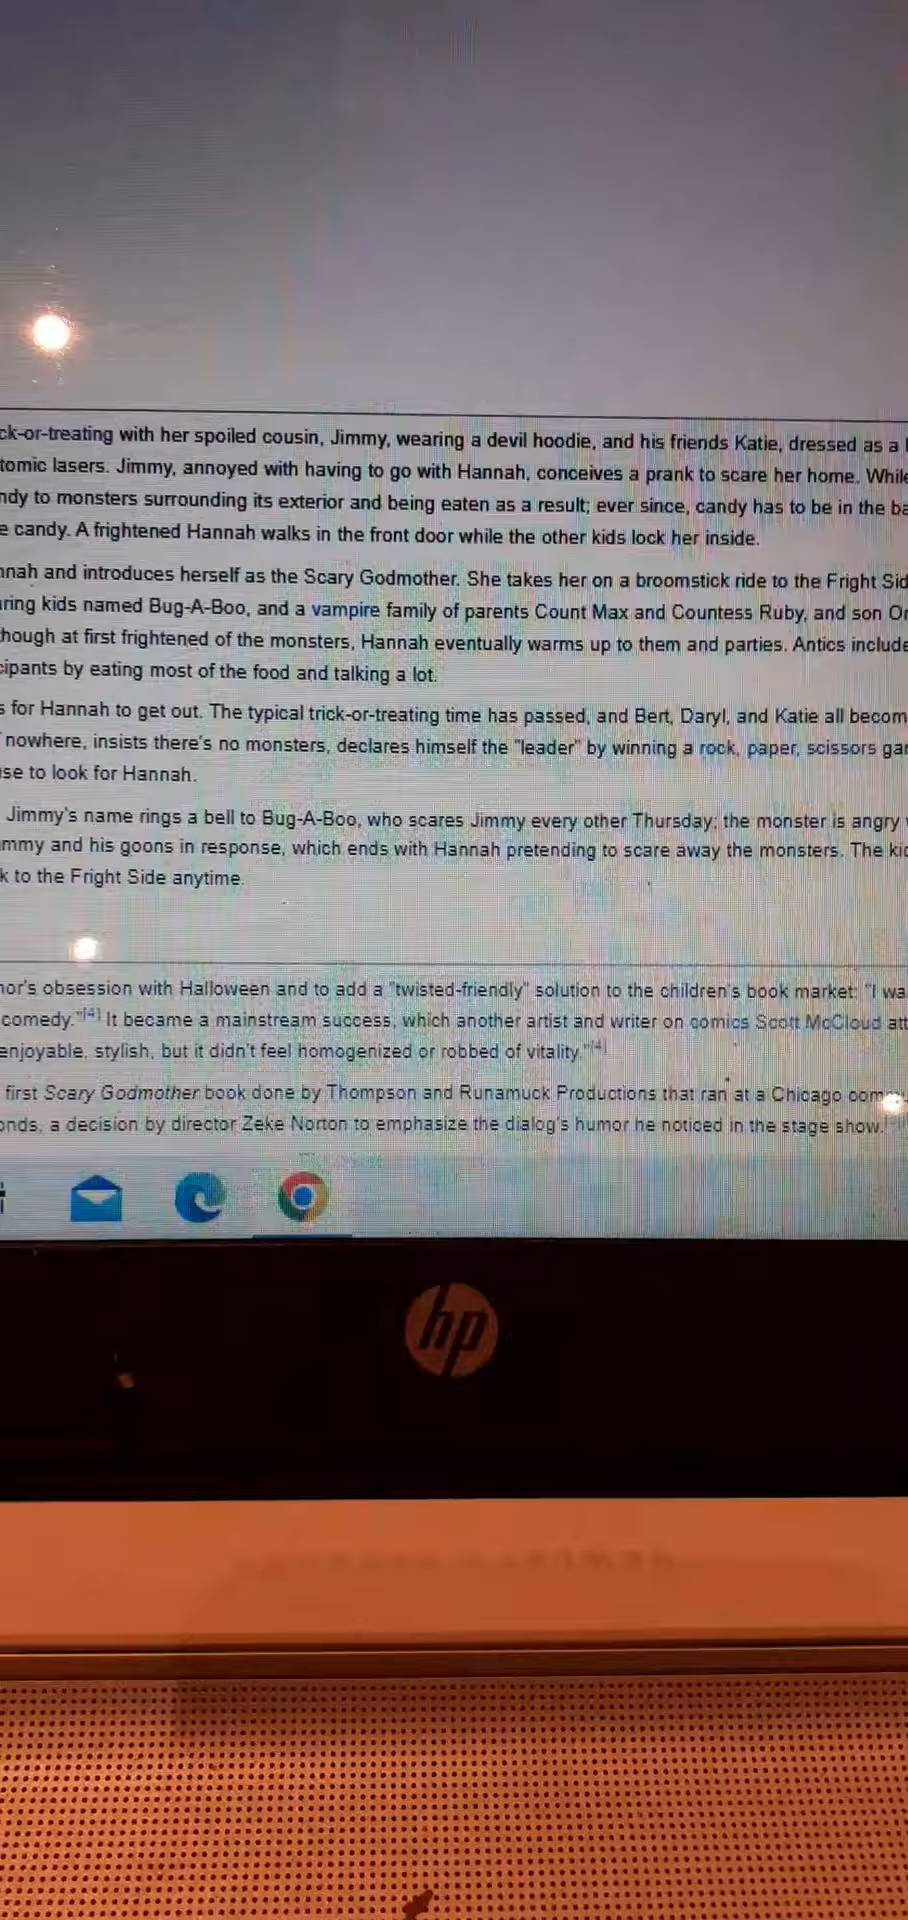 ck-or-treating with her spoiled cousin, Jimmy, wearing a devil hoodie, and his friends Katie, dressed as a
tomic lasers. Jimmy, annoyed with having to go with Hannah, conceives a prank to scare her home. While
ndy to monsters surrounding its exterior and being eaten as a result; ever since, candy has to be in the ba
e candy. A frightened Hannah walks in the front door while the other kids lock her inside.
nnah and introduces herself as the Scary Godmother. She takes her on a broomstick ride to the Fright Sid
aring kids named Bug-A-Boo, and a vampire family of parents Count Max and Countess Ruby, and son Or
hough at first frightened of the monsters, Hannah eventually warms up to them and parties. Antics include
cipants by eating most of the food and talking a lot.
s for Hannah to get out. The typical trick-or-treating time has passed, and Bert, Daryl, and Katie all becom
nowhere, insists there's no monsters, declares himself the "leader" by winning a rock, paper, scissors gar
use to look for Hannah.
Jimmy's name rings a bell to Bug-A-Boo, who scares Jimmy every other Thursday; the monster is angry
mmy and his goons in response, which ends with Hannah pretending to scare away the monsters. The kid
k to the Fright Side anytime.
hor's obsession with Halloween and to add a "twisted-friendly" solution to the children's book market: "I wa
comedy."[4] It became a mainstream success, which another artist and writer on comics Scott McCloud att
enjoyable, stylish, but it didn't feel homogenized or robbed of vitality."[4]
first Scary Godmother book done by Thompson and Runamuck Productions that ran at a Chicago
onds, a decision by director Zeke Norton to emphasize the dialog's humor he noticed in the stage show.
hp